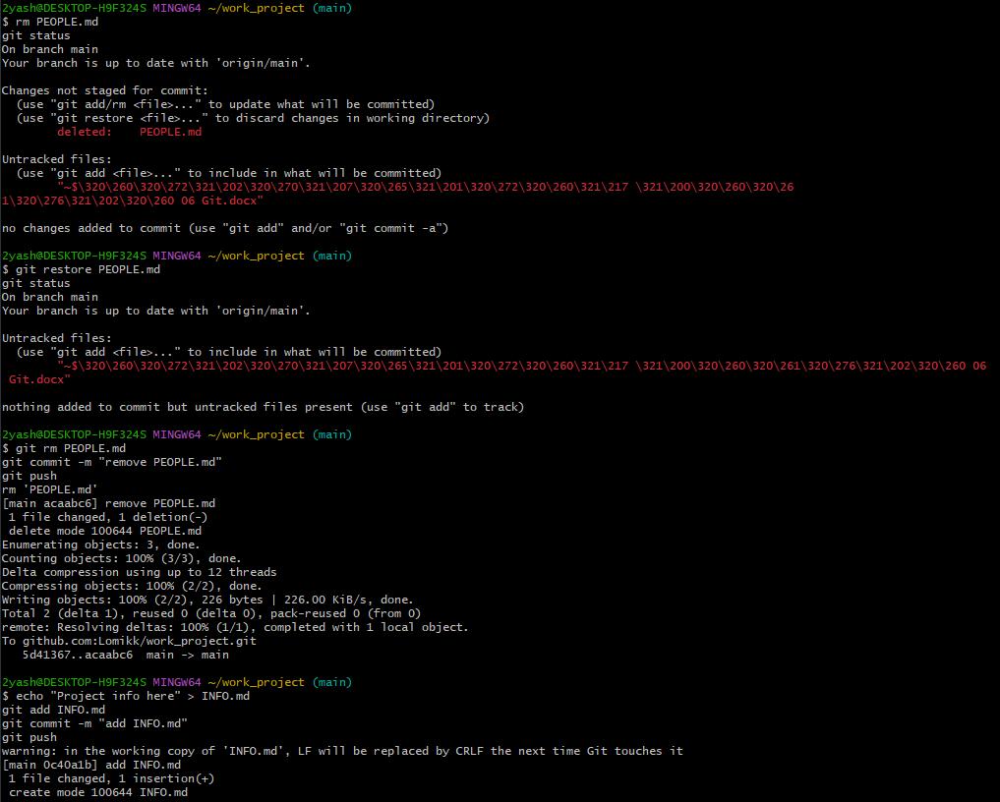 2yash@DESKTOP-H9F324S MINGW64 ~/work_project (main)
$ rm PEOPLE.md
git status
On branch main
Your branch is up to date with 'origin/main'.

Changes not staged for commit:
  (use "git add/rm <file>..." to update what will be committed)
  (use "git restore <file>..." to discard changes in working directory)
        deleted:    PEOPLE.md

Untracked files:
  (use "git add <file>..." to include in what will be committed)
        "~$\320\260\320\272\321\202\320\270\321\207\320\265\321\201\320\272\320\260\321\217 \321\200\320\260\320\26
1\320\276\321\202\320\260 06 Git.docx"

no changes added to commit (use "git add" and/or "git commit -a")

2yash@DESKTOP-H9F324S MINGW64 ~/work_project (main)
$ git restore PEOPLE.md
git status
On branch main
Your branch is up to date with 'origin/main'.

Untracked files:
  (use "git add <file>..." to include in what will be committed)
        "~$\320\260\320\272\321\202\320\270\321\207\320\265\321\201\320\272\320\260\321\217 \321\200\320\260\320\261\320\276\321\202\320\260 06
 Git.docx"

nothing added to commit but untracked files present (use "git add" to track)

2yash@DESKTOP-H9F324S MINGW64 ~/work_project (main)
$ git rm PEOPLE.md
git commit -m "remove PEOPLE.md"
git push
rm 'PEOPLE.md'
[main acaabc6] remove PEOPLE.md
 1 file changed, 1 deletion(-)
 delete mode 100644 PEOPLE.md
Enumerating objects: 3, done.
Counting objects: 100% (3/3), done.
Delta compression using up to 12 threads
Compressing objects: 100% (2/2), done.
Writing objects: 100% (2/2), 226 bytes | 226.00 KiB/s, done.
Total 2 (delta 1), reused 0 (delta 0), pack-reused 0 (from 0)
remote: Resolving deltas: 100% (1/1), completed with 1 local object.
To github.com:Lomikk/work_project.git
   5d41367..acaabc6  main -> main

2yash@DESKTOP-H9F324S MINGW64 ~/work_project (main)
$ echo "Project info here" > INFO.md
git add INFO.md
git commit -m "add INFO.md"
git push
warning: in the working copy of 'INFO.md', LF will be replaced by CRLF the next time Git touches it
[main 0c40a1b] add INFO.md
 1 file changed, 1 insertion(+)
 create mode 100644 INFO.md